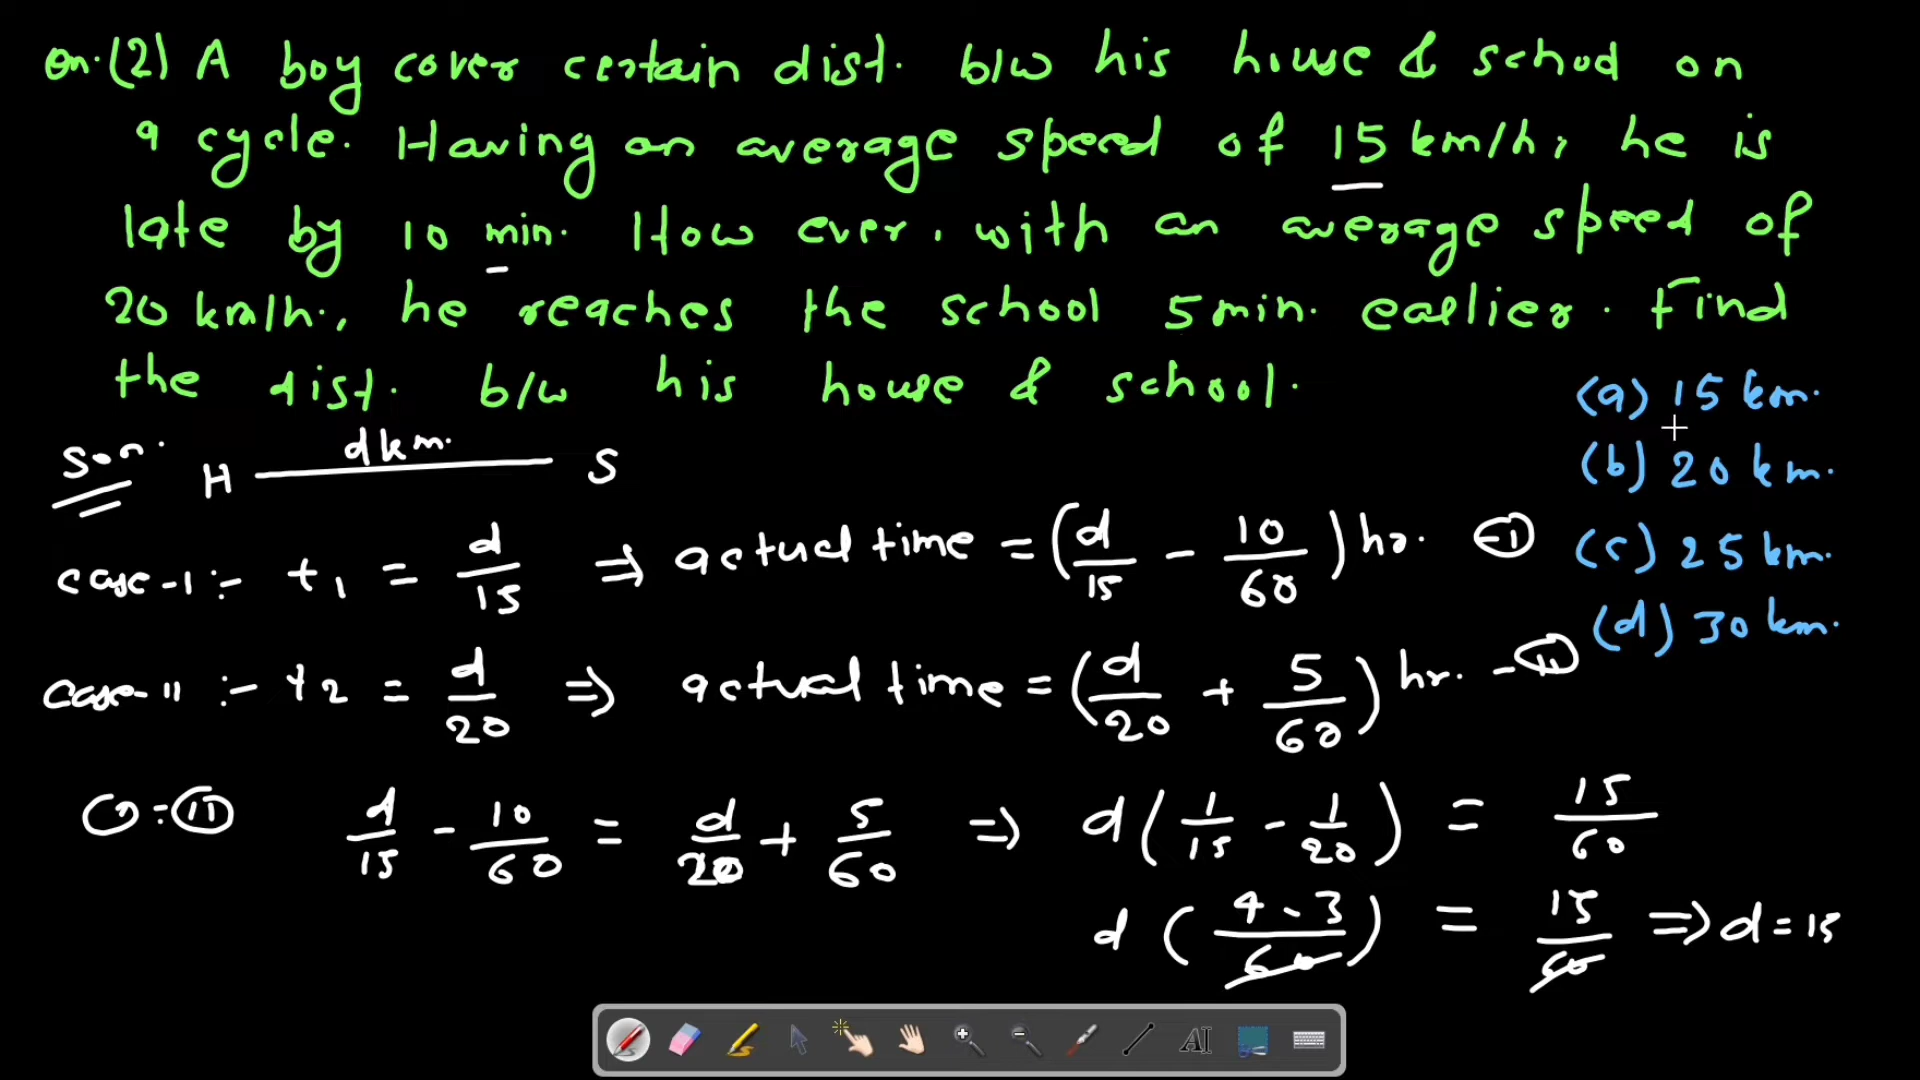 Qn.(2) A boy cover certain dist. b/w his house & school on
a cycle. Having an average speed of 15 km/h, he is
late by 10 min. However, with an average speed of
20 km/h., he reaches the school 5 min. earlier. Find
the dist. b/w his house & school.
(a) 15 km.
(b) 20 km.
(c) 25 km.
(d) 30 km.
Son. H d km. S
case-I :- t1 = d/15 ⇒ actual time = (d/15 - 10/60) hr. -(I)
case-II :- t2 = d/20 ⇒ actual time = (d/20 + 5/60) hr. -(II)
(I) = (II) d/15 - 10/60 = d/20 + 5/60 ⇒ d(1/15 - 1/20) = 15/60
d(4-3/60) = 15/60 ⇒ d = 15
AI